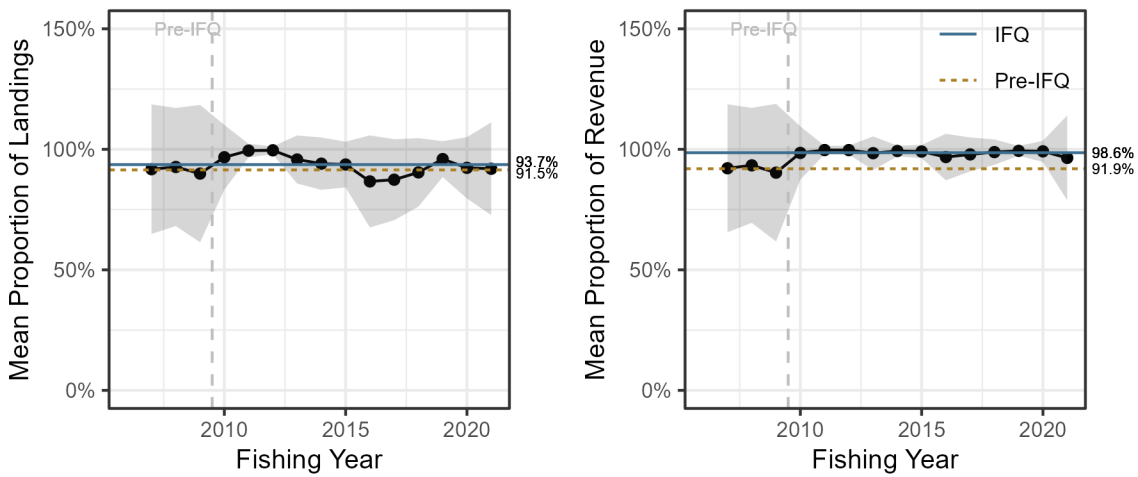 150%
100%
50%
0%
Mean Proportion of Landings
Pre-IFQ
93.7%
91.5%
2010
2015
2020
Fishing Year
150%
100%
50%
0%
Mean Proportion of Revenue
Pre-IFQ
IFQ
Pre-IFQ
98.6%
91.9%
2010
2015
2020
Fishing Year